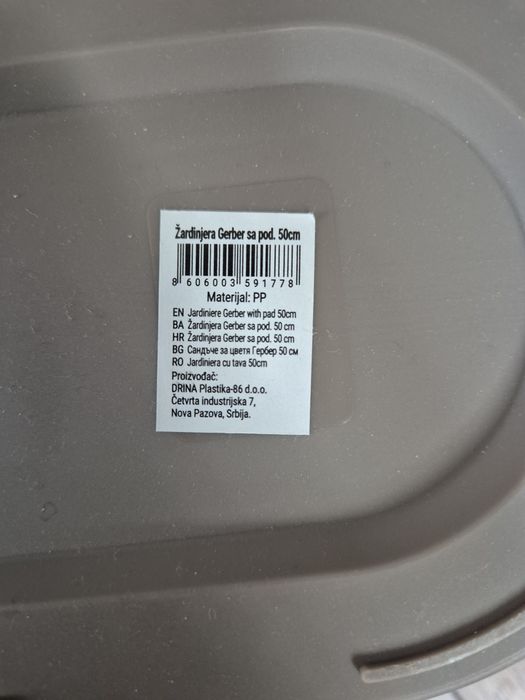 Žardinjera Gerber sa pod. 50cm
8 606003 591778
Materijal: PP
EN Jardiniere Gerber with pad 50cm
BA Žardinjera Gerber sa pod. 50 cm
HR Žardinjera Gerber sa pod. 50 cm
BG Сандъче за цветя Гербер 50 см
RO Jardiniera cu tava 50cm
Proizvođač:
DRINA Plastika-86 d.o.o.
Četvrta industrijska 7,
Nova Pazova, Srbija.